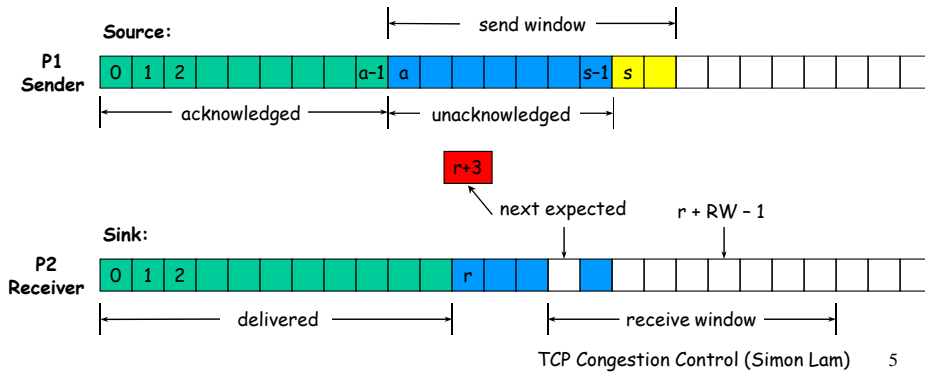 send window
Source:
P1
Sender
0 1 2 a–1 a s–1 s
acknowledged unacknowledged
r+3
next expected r + RW – 1
Sink:
P2
Receiver
0 1 2 r
delivered receive window
TCP Congestion Control (Simon Lam) 5